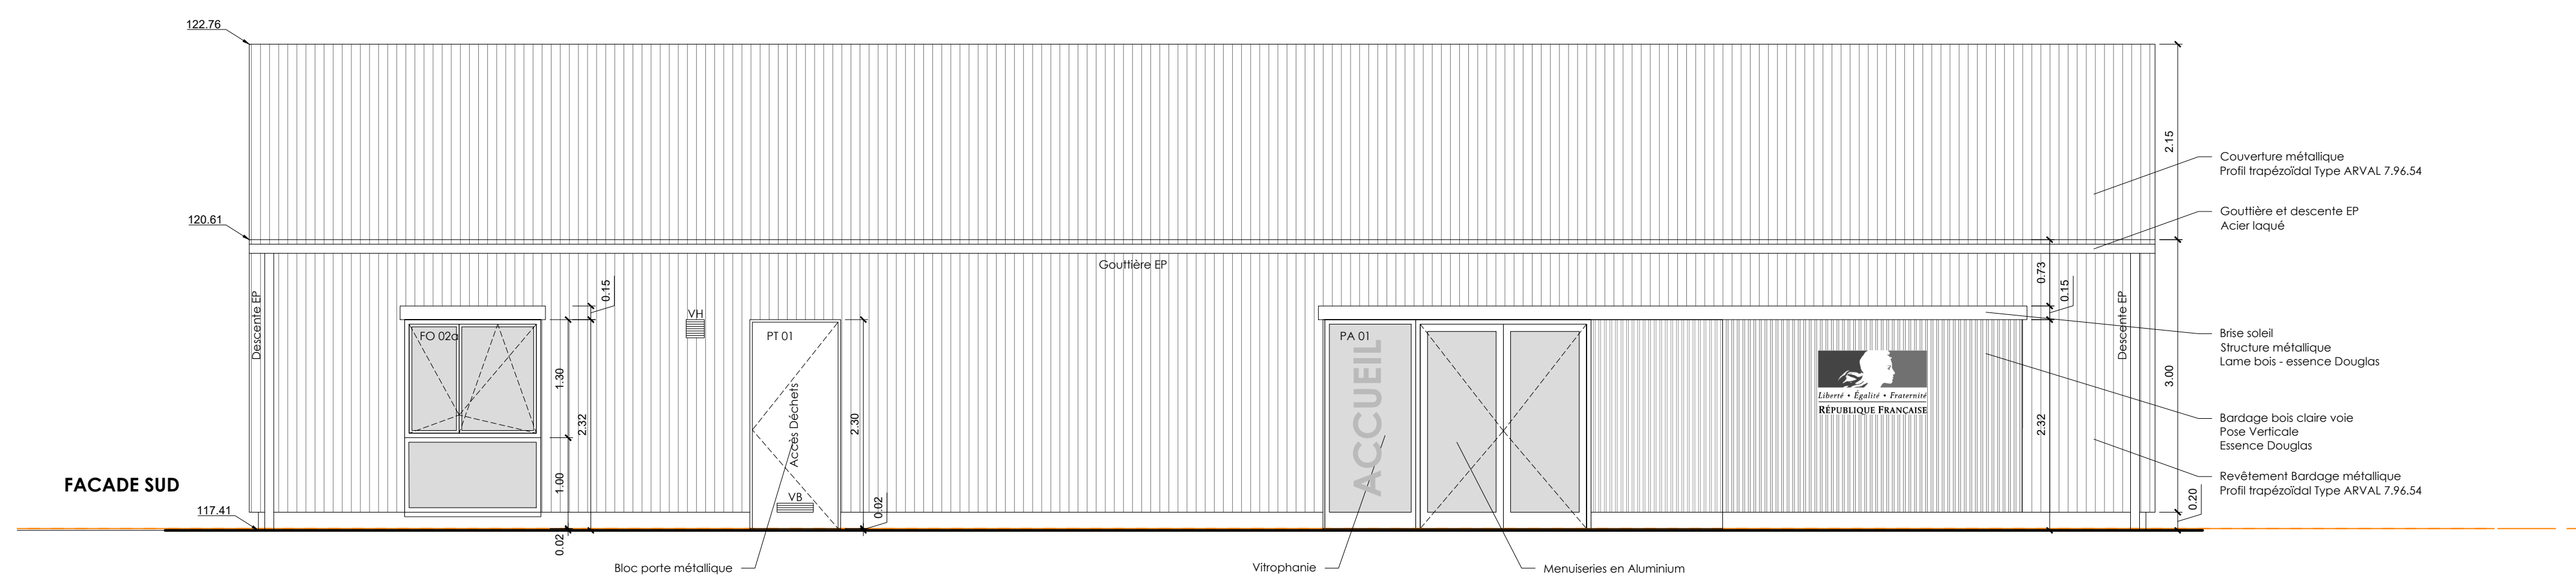 122.76
120.61
117.41
FACADE SUD
Descente EP
FO 02a
0.15
1.30
2.32
1.00
0.02
VH
PT 01
Accès Déchets
VB
2.30
0.02
Bloc porte métallique
Gouttière EP
PA 01
ACCUEIL
Vitrophanie
Menuiseries en Aluminium
Liberté • Égalité • Fraternité
RÉPUBLIQUE FRANÇAISE
0.73
0.15
2.32
Descente EP
2.15
3.00
0.20
Couverture métallique
Profil trapézoïdal Type ARVAL 7.96.54
Gouttière et descente EP
Acier laqué
Brise soleil
Structure métallique
Lame bois - essence Douglas
Bardage bois claire voie
Pose Verticale
Essence Douglas
Revêtement Bardage métallique
Profil trapézoïdal Type ARVAL 7.96.54